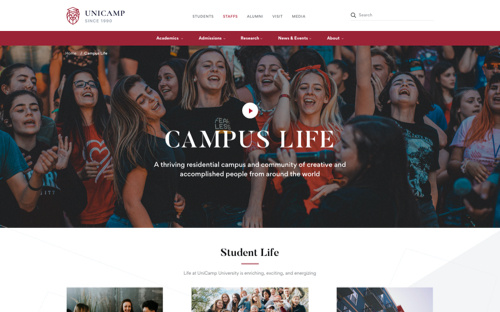 UNICAMP
SINCE 1990
STUDENTS STAFFS ALUMNI VISIT MEDIA
Search
Academics Admissions Research News & Events About
Home / Campus Life
CAMPUS LIFE
A thriving residential campus and community of creative and
accomplished people from around the world
Student Life
Life at UniCamp University is enriching, exciting, and energizing.